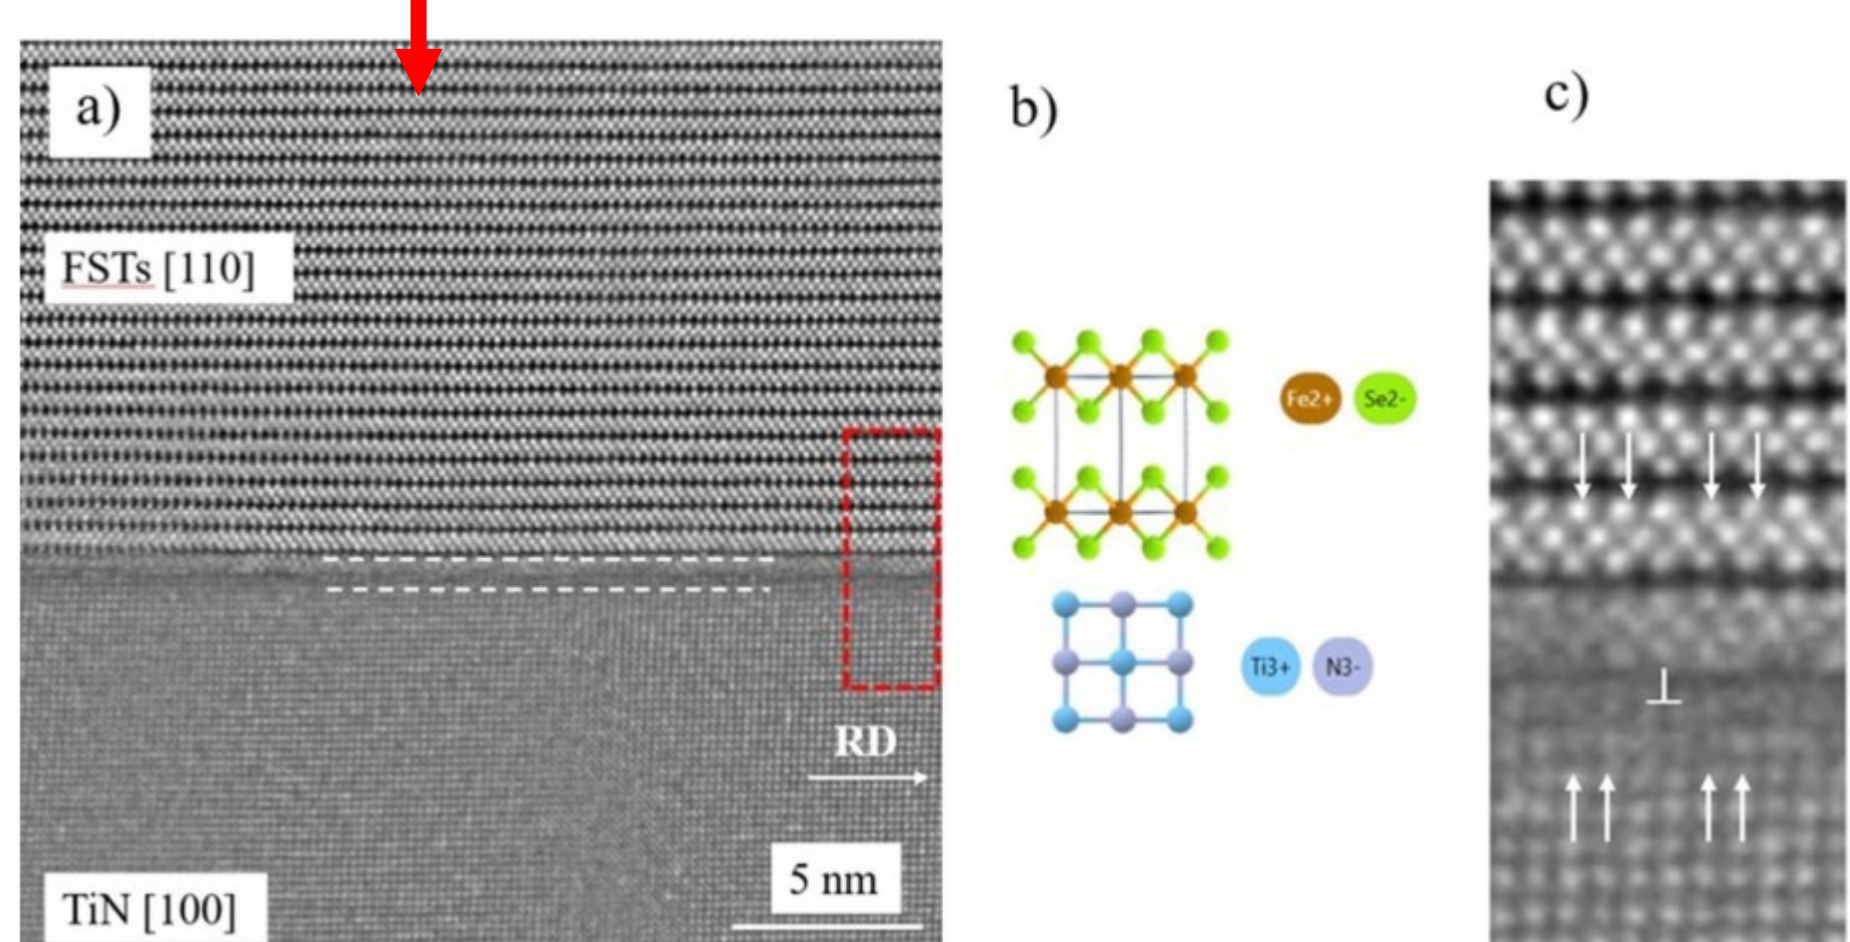 a)
FSTs [110]
RD
5 nm
TiN [100]
b)
Fe2+ Se2-
Ti3+ N3-
c)